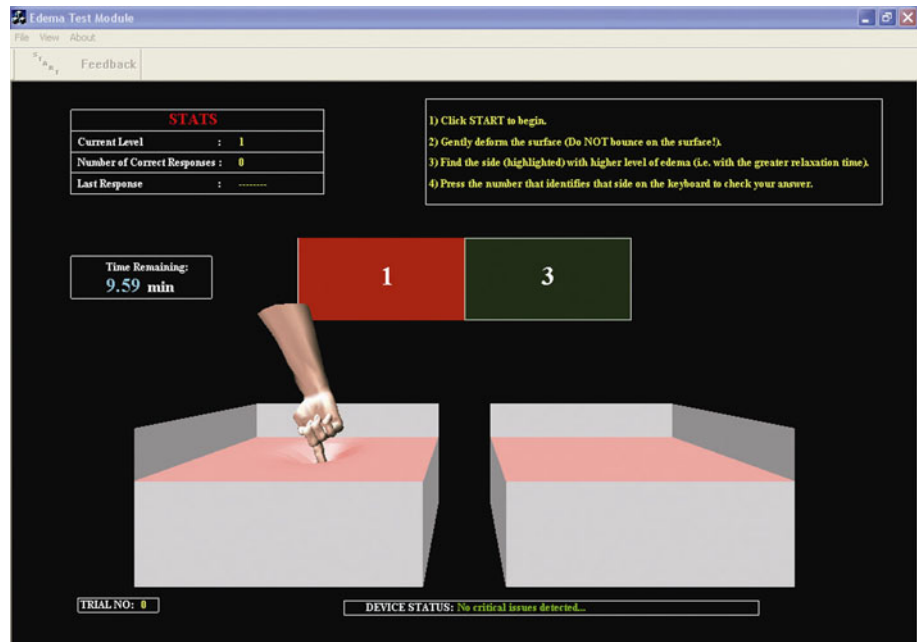 Edema Test Module
File View About
START Feedback
STATS
Current Level : 1
Number of Correct Responses : 0
Last Response : --------
1) Click START to begin.
2) Gently deform the surface (Do NOT bounce on the surface!).
3) Find the side (highlighted) with higher level of edema (i.e. with the greater relaxation time).
4) Press the number that identifies that side on the keyboard to check your answer.
Time Remaining:
9.59 min
1 3
TRIAL NO: 0
DEVICE STATUS: No critical issues detected...